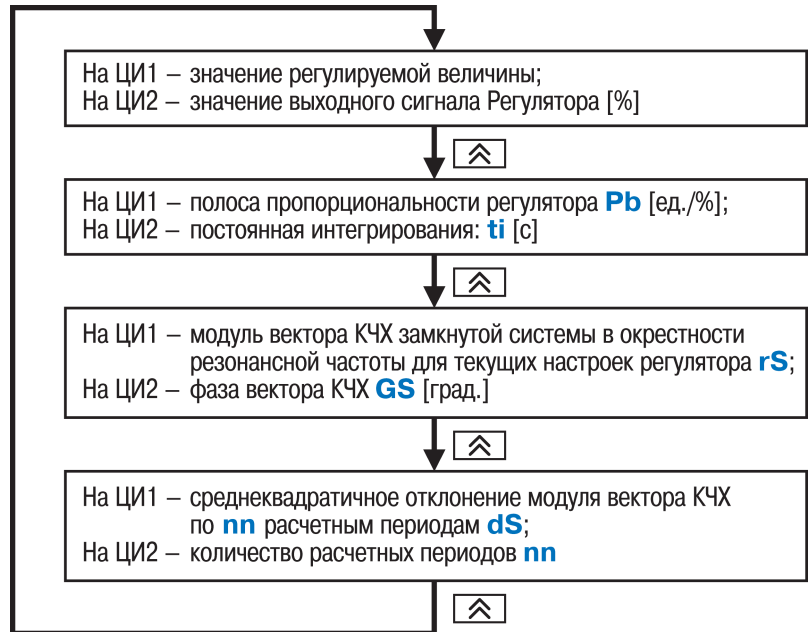 На ЦИ1 – значение регулируемой величины;
На ЦИ2 – значение выходного сигнала Регулятора [%]
На ЦИ1 – полоса пропорциональности регулятора Pb [ед./%];
На ЦИ2 – постоянная интегрирования: ti [с]
На ЦИ1 – модуль вектора КЧХ замкнутой системы в окрестности
резонансной частоты для текущих настроек регулятора rS;
На ЦИ2 – фаза вектора КЧХ GS [град.]
На ЦИ1 – среднеквадратичное отклонение модуля вектора КЧХ
по nn расчетным периодам dS;
На ЦИ2 – количество расчетных периодов nn